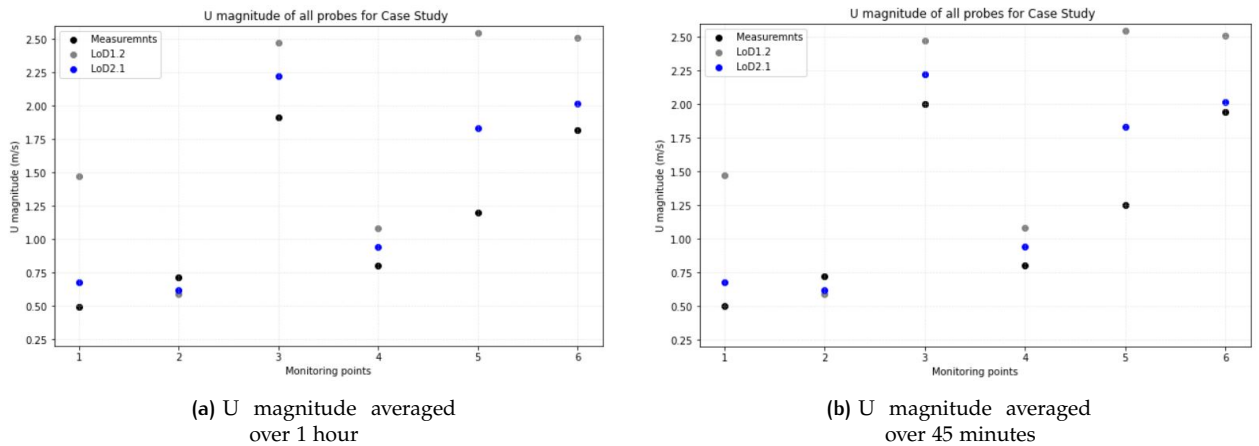 U magnitude of all probes for Case Study
2.50
2.25
2.00
1.75
1.50
1.25
1.00
0.75
0.50
0.25
U magnitude (m/s)
Measuremnts
LoD1.2
LoD2.1
1 2 3 4 5 6
Monitoring points
(a) U magnitude averaged
over 1 hour
U magnitude of all probes for Case Study
2.50
2.25
2.00
1.75
1.50
1.25
1.00
0.75
0.50
0.25
U magnitude (m/s)
Measuremnts
LoD1.2
LoD2.1
1 2 3 4 5 6
Monitoring points
(b) U magnitude averaged
over 45 minutes